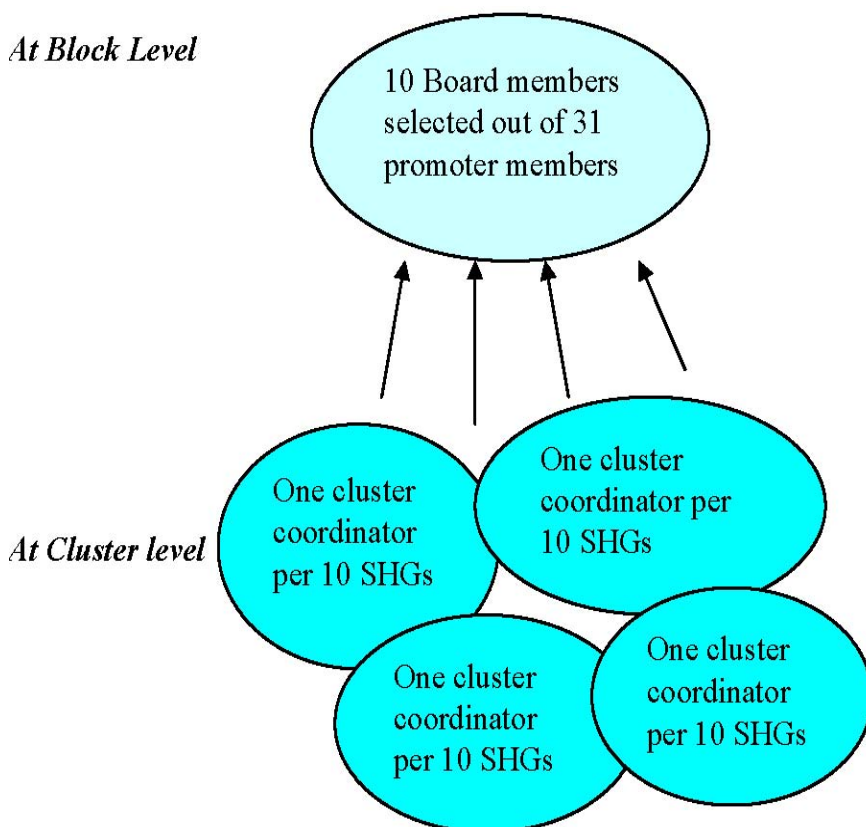 At Block Level
10 Board members
selected out of 31
promoter members
One cluster
coordinator
per 10 SHGs
One cluster
coordinator per
10 SHGs
At Cluster level
One cluster
coordinator
per 10 SHGs
One cluster
coordinator
per 10 SHGs